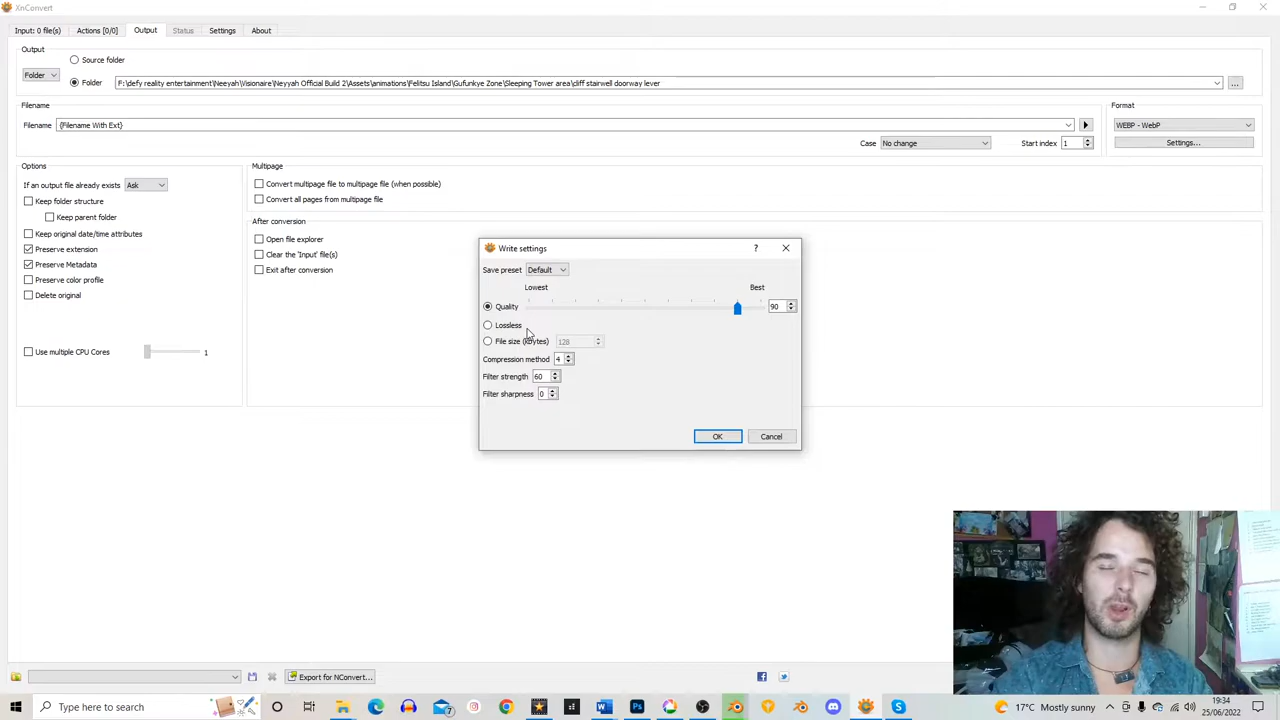 XnConvert
Input: 0 file(s) Actions [0/0] Output Status Settings About
Output
Source folder
Folder Folder F:\defy reality entertainment\Neeyah\Visionaire\Neyyah Official Build 2\Assets\animations\Felitsu Island\Gufunkye Zone\Sleeping Tower area\cliff stairwell doorway lever ...
Filename Format
Filename {Filename With Ext} WEBP - WebP
Case No change Start index 1 Settings...
Options Multipage
If an output file already exists Ask Convert multipage file to multipage file (when possible)
Keep folder structure Convert all pages from multipage file
Keep parent folder After conversion
Keep original date/time attributes Open file explorer
Preserve extension Clear the 'Input' file(s)
Preserve Metadata Exit after conversion
Preserve color profile
Delete original
Use multiple CPU Cores 1
Write settings ?
Save preset Default
Lowest Best
Quality 90
Lossless
File size (kbytes) 128
Compression method 4
Filter strength 60
Filter sharpness 0
OK Cancel
Export for NConvert...
Type here to search 17°C Mostly sunny 19:34
25/06/2022